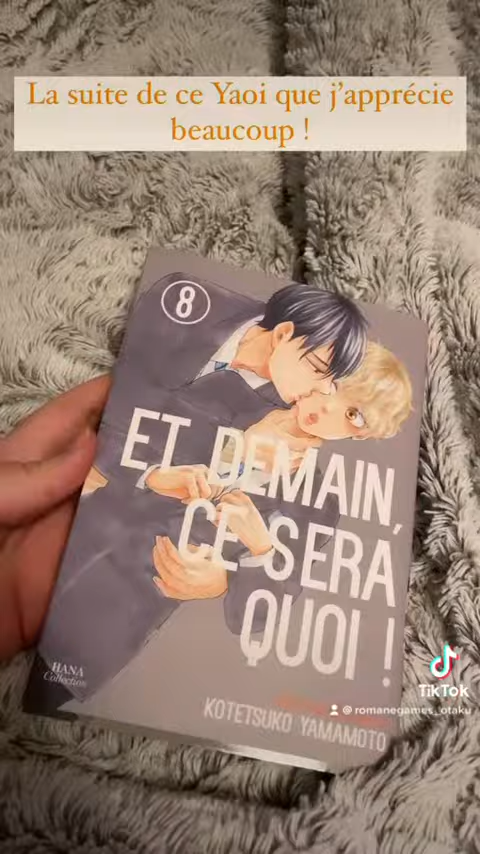 La suite de ce Yaoi que j'apprécie
beaucoup !
8
ET DEMAIN,
CE SERA
QUOI !
HANA
Collection
KOTETSUKO YAMAMOTO
TikTok
@romanegames_otaku